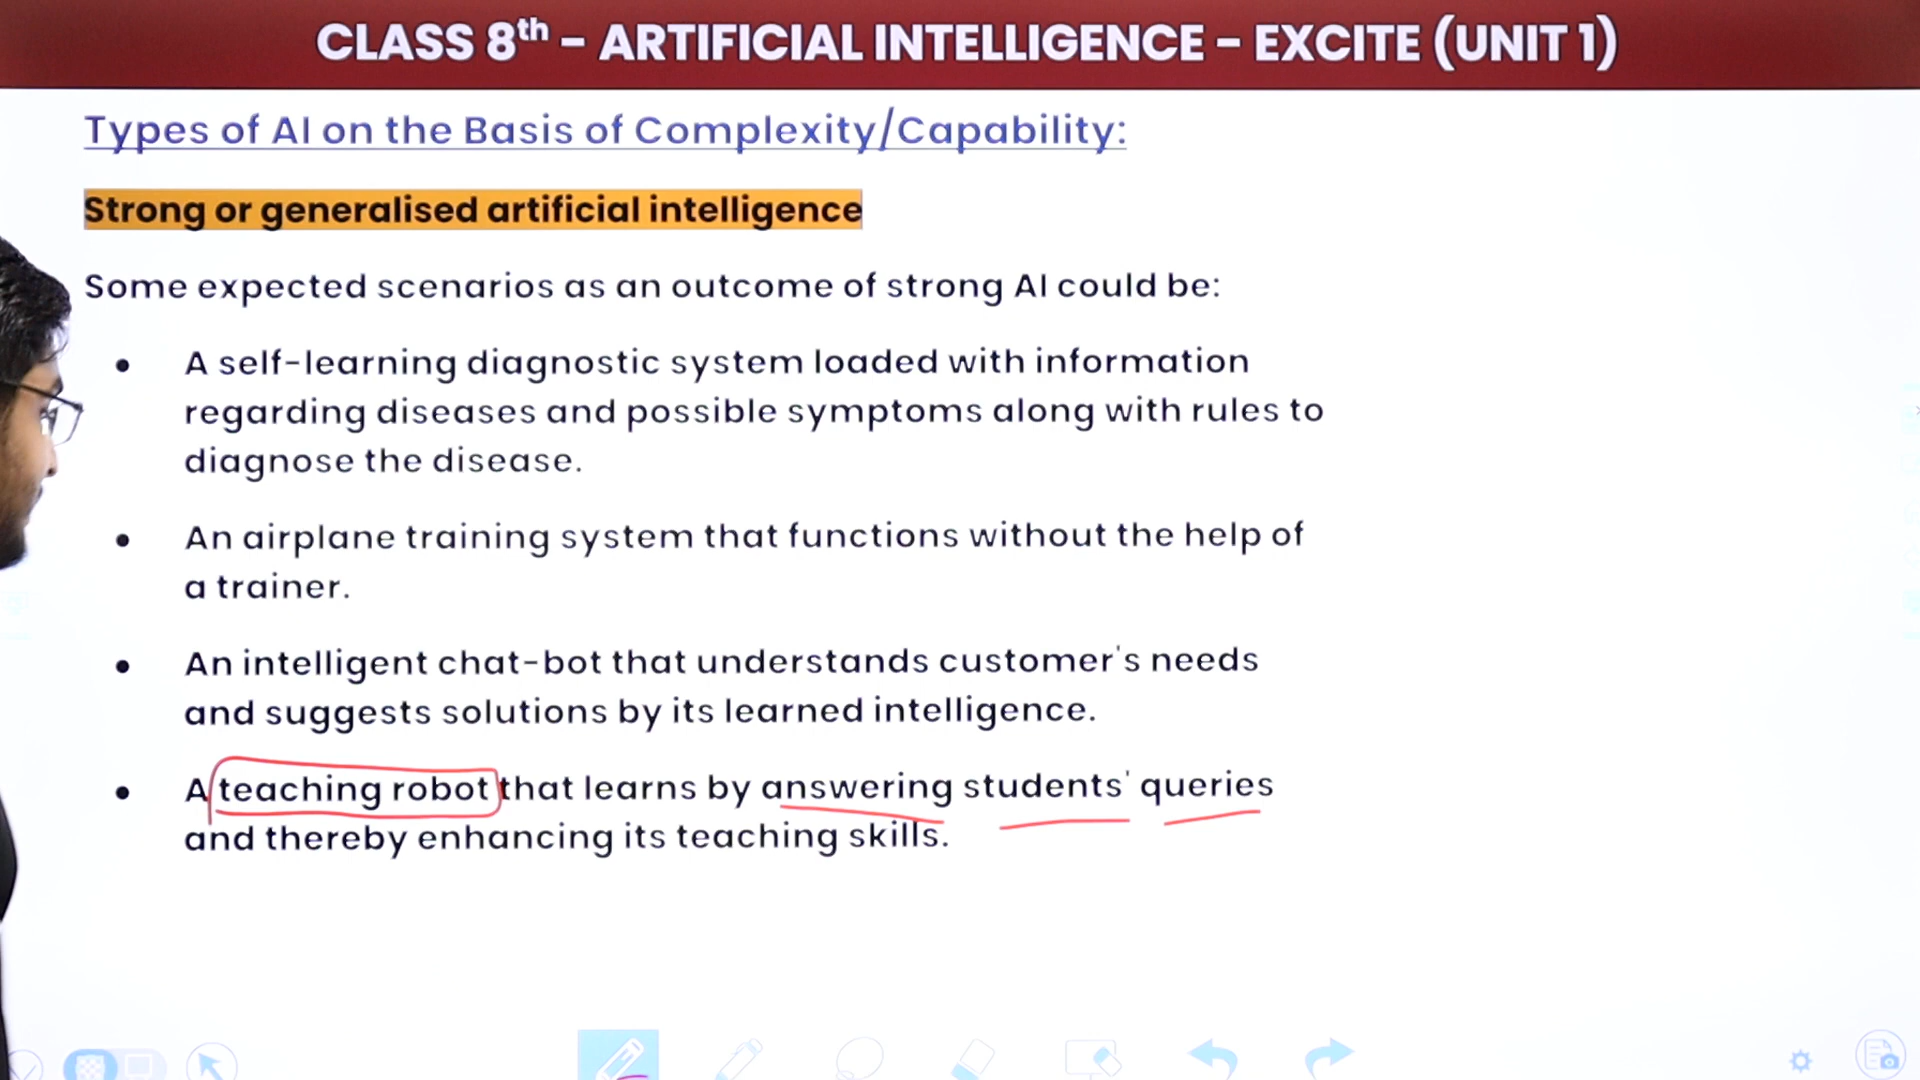 CLASS 8th - ARTIFICIAL INTELLIGENCE - EXCITE (UNIT 1)
Types of AI on the Basis of Complexity/Capability:
Strong or generalised artificial intelligence
Some expected scenarios as an outcome of strong AI could be:
• A self-learning diagnostic system loaded with information
regarding diseases and possible symptoms along with rules to
diagnose the disease.
• An airplane training system that functions without the help of
a trainer.
• An intelligent chat-bot that understands customer's needs
and suggests solutions by its learned intelligence.
• A teaching robot that learns by answering students' queries
and thereby enhancing its teaching skills.